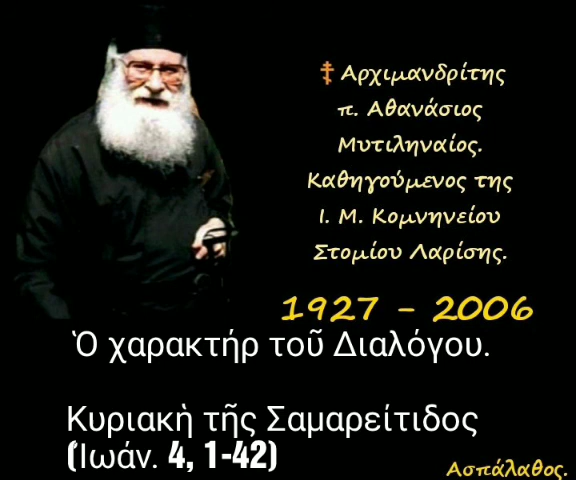 ‡ Αρχιμανδρίτης
π. Αθανάσιος
Μυτιληναίος.
Καθηγούμενος της
Ι. Μ. Κομνηνείου
Στομίου Λαρίσης.
1927 - 2006
Ὁ χαρακτήρ τοῦ Διαλόγου.
Κυριακὴ τῆς Σαμαρείτιδος
(Ἰωάν. 4, 1-42)
Ασπάλαθος.